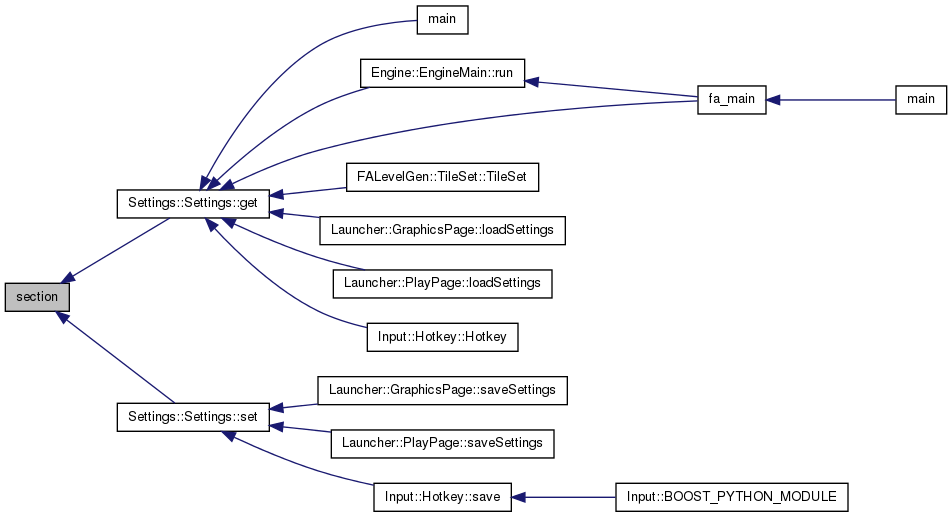 main
Engine::EngineMain::run
fa_main
main
FALevelGen::TileSet::TileSet
Settings::Settings::get
Launcher::GraphicsPage::loadSettings
Launcher::PlayPage::loadSettings
section
Input::Hotkey::Hotkey
Launcher::GraphicsPage::saveSettings
Settings::Settings::set
Launcher::PlayPage::saveSettings
Input::Hotkey::save
Input::BOOST_PYTHON_MODULE